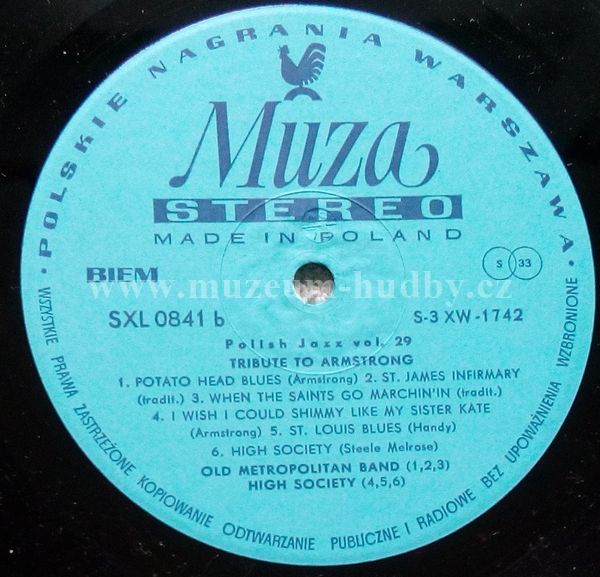 POLSKIE NAGRANIA WARSZAWA
Muza
STEREO
MADE IN POLAND
BIEM
S 33
www.muzeum-hudby.cz
SXL 0841 b
S-3 XW-1742
Polish Jazz vol. 29
TRIBUTE TO ARMSTRONG
1. POTATO HEAD BLUES (Armstrong) 2. ST. JAMES INFIRMARY
(tradit.) 3. WHEN THE SAINTS GO MARCHIN'IN (tradit.)
4. I WISH I COULD SHIMMY LIKE MY SISTER KATE
(Armstrong) 5. ST. LOUIS BLUES (Handy)
6. HIGH SOCIETY (Steele Melrose)
OLD METROPOLITAN BAND (1,2,3)
HIGH SOCIETY (4,5,6)
WSZYSTKIE PRAWA ZASTRZEŻONE KOPIOWANIE ODTWARZANIE PUBLICZNE I RADIOWE BEZ UPOWAŻNIENIA WZBRONIONE